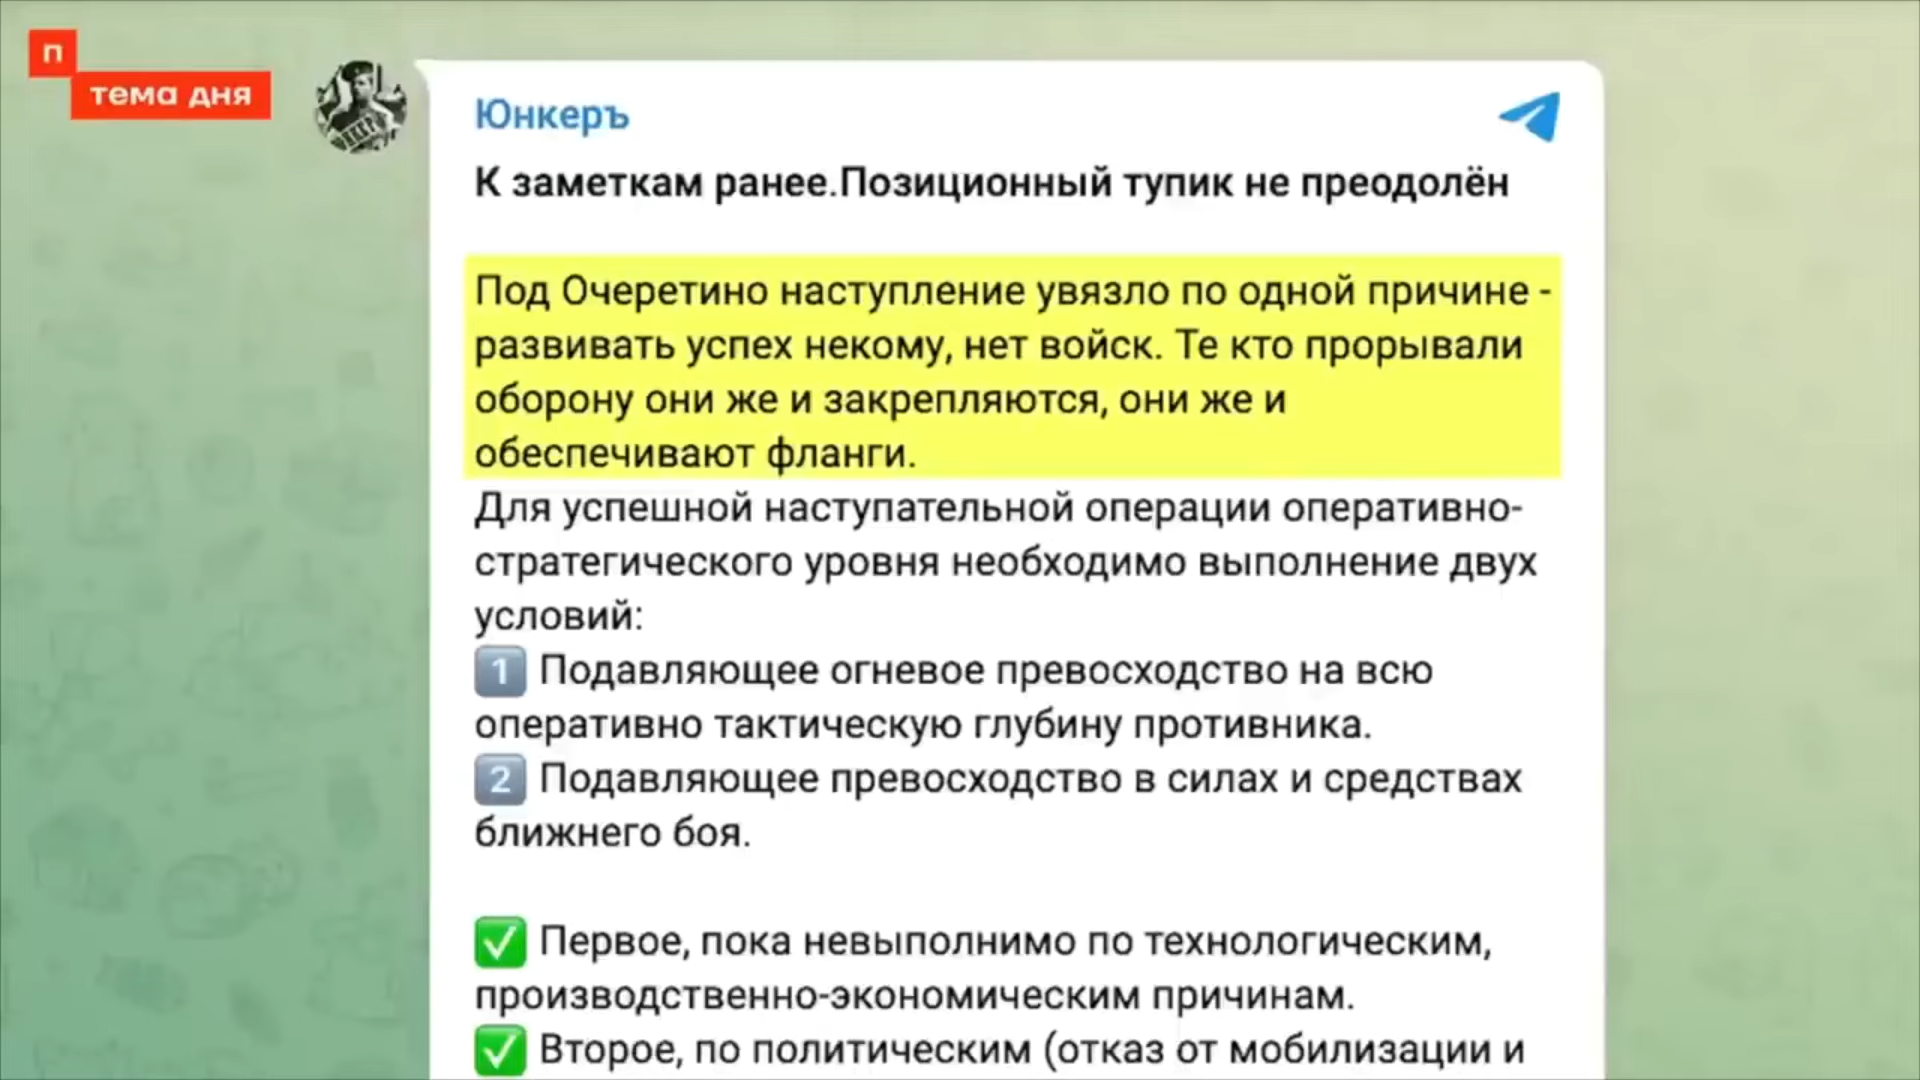 п
тема дня
Юнкеръ
К заметкам ранее.Позиционный тупик не преодолён
Под Очеретино наступление увязло по одной причине -
развивать успех некому, нет войск. Те кто прорывали
оборону они же и закрепляются, они же и
обеспечивают фланги.
Для успешной наступательной операции оперативно-
стратегического уровня необходимо выполнение двух
условий:
1 Подавляющее огневое превосходство на всю
оперативно тактическую глубину противника.
2 Подавляющее превосходство в силах и средствах
ближнего боя.
✅ Первое, пока невыполнимо по технологическим,
производственно-экономическим причинам.
✅ Второе, по политическим (отказ от мобилизации и